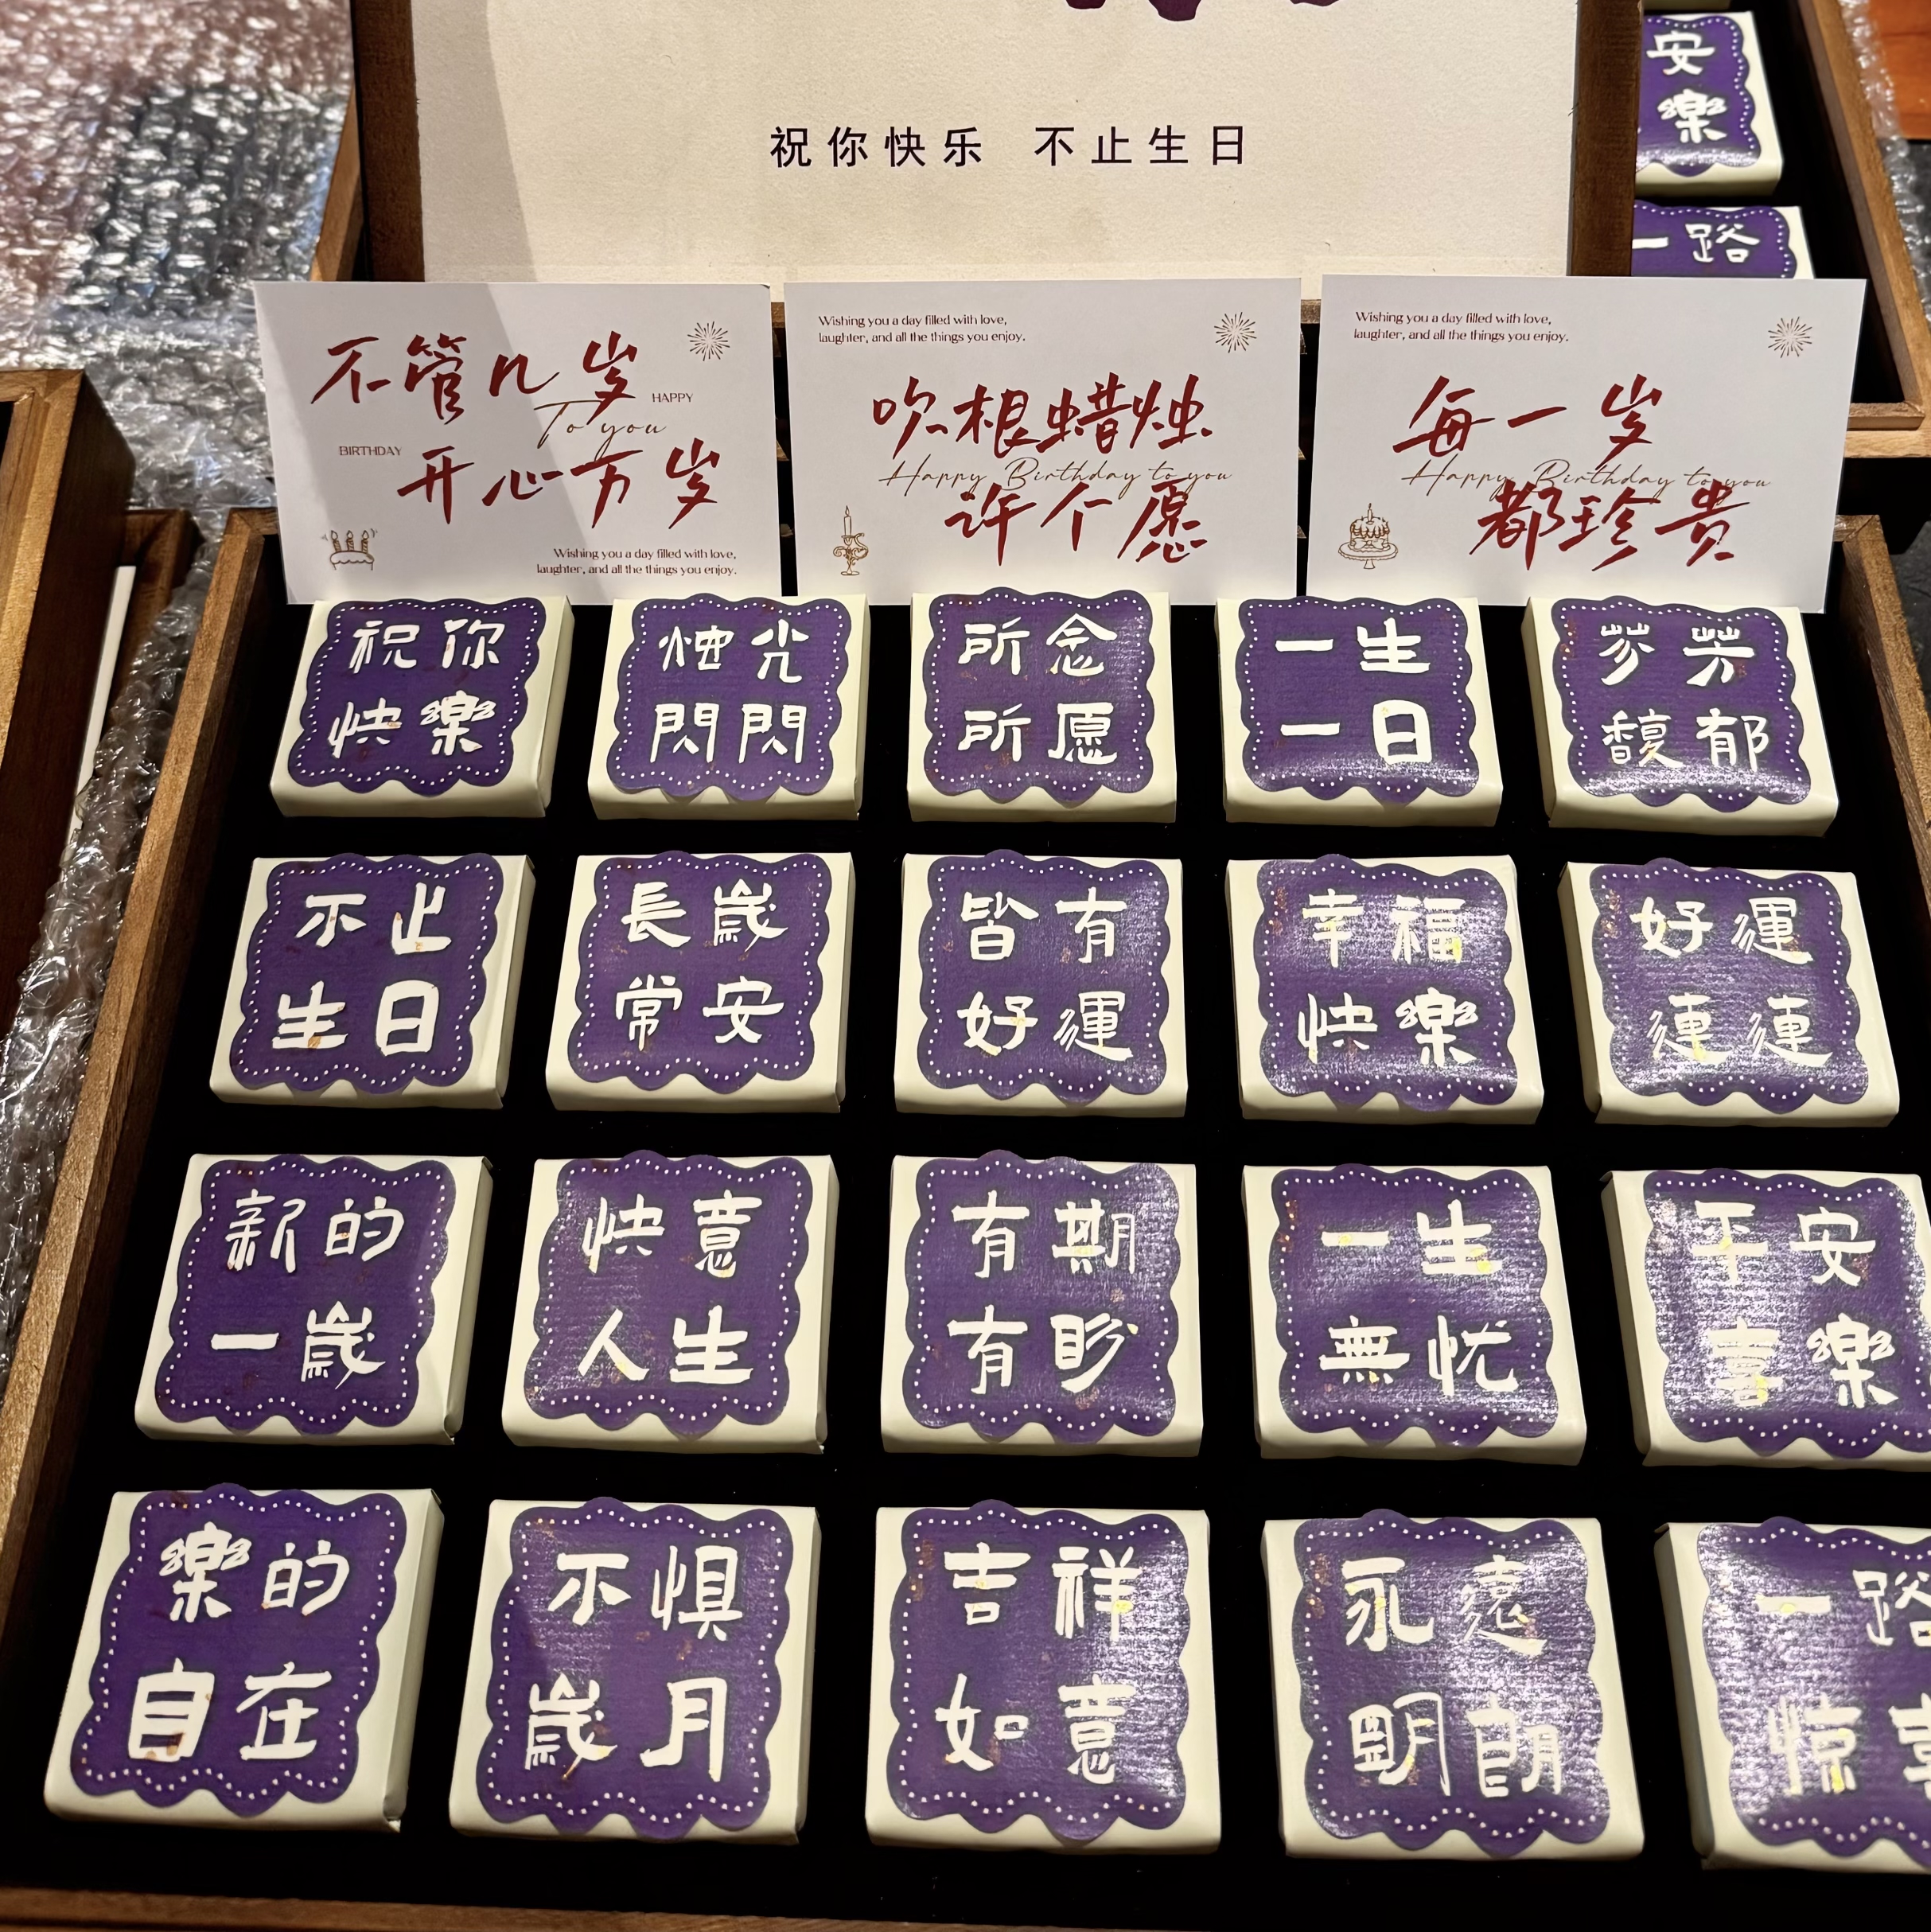 祝你快乐 不止生日
安
樂
一路
不管几岁
HAPPY
To you
BIRTHDAY
开心万岁
Wishing you a day filled with love,
laughter, and all the things you enjoy.
Wishing you a day filled with love,
laughter, and all the things you enjoy.
吹根蜡烛
Happy Birthday to you
许个愿
Wishing you a day filled with love,
laughter, and all the things you enjoy.
每一岁
Happy Birthday to you
都珍贵
祝你
快樂
烛光
閃閃
所念
所愿
一生
一日
芬芳
馥郁
不止
生日
長歲
常安
皆有
好運
幸福
快樂
好運
連連
新的
一歲
快意
人生
有期
有盼
一生
無忧
平安
喜樂
樂的
自在
不惧
歲月
吉祥
如意
永遠
明朗
一路
惊喜